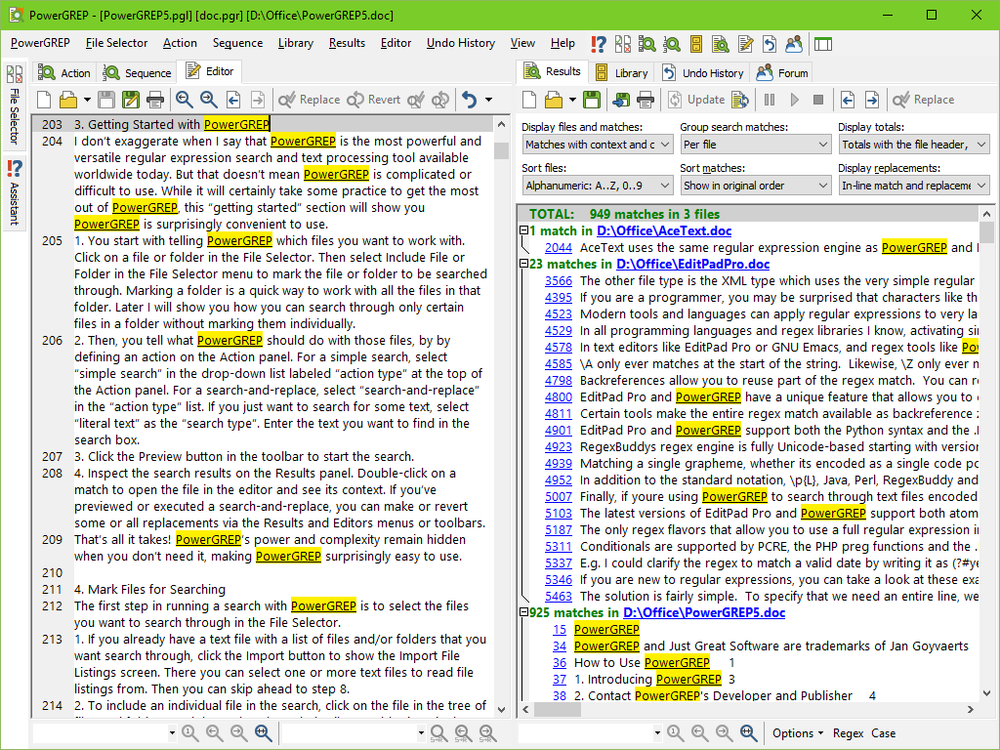 PowerGREP - [PowerGREP5.pgl] [doc.pgr] [D:\Office\PowerGREP5.doc]
PowerGREP File Selector Action Sequence Library Results Editor Undo History View Help
File Selector
Assistant
Action Sequence Editor
Replace Revert
203 3. Getting Started with PowerGREP
204 I don't exaggerate when I say that PowerGREP is the most powerful and
versatile regular expression search and text processing tool available
worldwide today. But that doesn't mean PowerGREP is complicated or
difficult to use. While it will certainly take some practice to get the most
out of PowerGREP, this “getting started” section will show you
PowerGREP is surprisingly convenient to use.
205 1. You start with telling PowerGREP which files you want to work with.
Click on a file or folder in the File Selector. Then select Include File or
Folder in the File Selector menu to mark the file or folder to be searched
through. Marking a folder is a quick way to work with all the files in that
folder. Later I will show you how you can search through only certain
files in a folder without marking them individually.
206 2. Then, you tell what PowerGREP should do with those files, by by
defining an action on the Action panel. For a simple search, select
“simple search” in the drop-down list labeled “action type” at the top of
the Action panel. For a search-and-replace, select “search-and-replace”
in the “action type” list. If you just want to search for some text, select
“literal text” as the “search type”. Enter the text you want to find in the
search box.
207 3. Click the Preview button in the toolbar to start the search.
208 4. Inspect the search results on the Results panel. Double-click on a
match to open the file in the editor and see its context. If you've
previewed or executed a search-and-replace, you can make or revert
some or all replacements via the Results and Editors menus or toolbars.
209 That's all it takes! PowerGREP's power and complexity remain hidden
when you don't need it, making PowerGREP surprisingly easy to use.
210
211 4. Mark Files for Searching
212 The first step in running a search with PowerGREP is to select the files
you want to search through in the File Selector.
213 1. If you already have a text file with a list of files and/or folders that you
want search through, click the Import button to show the Import File
Listings screen. There you can select one or more text files to read file
listings from. Then you can skip ahead to step 8.
214 2. To include an individual file in the search, click on the file in the tree of
Results Library Undo History Forum
Update Replace
Display files and matches: Group search matches: Display totals:
Matches with context and c Per file Totals with the file header,
Sort files: Sort matches: Display replacements:
Alphanumeric: A..Z, 0..9 Show in original order In-line match and replaceme
TOTAL: 949 matches in 3 files
1 match in D:\Office\AceText.doc
2044 AceText uses the same regular expression engine as PowerGREP and
23 matches in D:\Office\EditPadPro.doc
3566 The other file type is the XML type which uses the very simple regular
4395 If you are a programmer, you may be surprised that characters like th
4523 Modern tools and languages can apply regular expressions to very la
4529 In all programming languages and regex libraries I know, activating sin
4578 In text editors like EditPad Pro or GNU Emacs, and regex tools like Po
4585 \A only ever matches at the start of the string. Likewise, \Z only ever m
4798 Backreferences allow you to reuse part of the regex match. You can re
4800 EditPad Pro and PowerGREP have a unique feature that allows you to
4811 Certain tools make the entire regex match available as backreference
4901 EditPad Pro and PowerGREP support both the Python syntax and the .
4923 RegexBuddys regex engine is fully Unicode-based starting with version
4939 Matching a single grapheme, whether its encoded as a single code po
4952 In addition to the standard notation, \p{L}, Java, Perl, RegexBuddy and
5007 Finally, if youre using PowerGREP to search through text files encoded
5103 The latest versions of EditPad Pro and PowerGREP support both atom
5187 The only regex flavors that allow you to use a full regular expression in
5311 Conditionals are supported by PCRE, the PHP preg functions and the .
5337 E.g. I could clarify the regex to match a valid date by writing it as (?#ye
5346 If you are new to regular expressions, you can take a look at these exa
5463 The solution is fairly simple. To specify that we need an entire line, we
925 matches in D:\Office\PowerGREP5.doc
15 PowerGREP
34 PowerGREP and Just Great Software are trademarks of Jan Goyvaerts
36 How to Use PowerGREP 1
37 1. Introducing PowerGREP 3
38 2. Contact PowerGREP's Developer and Publisher 4
Options Regex Case